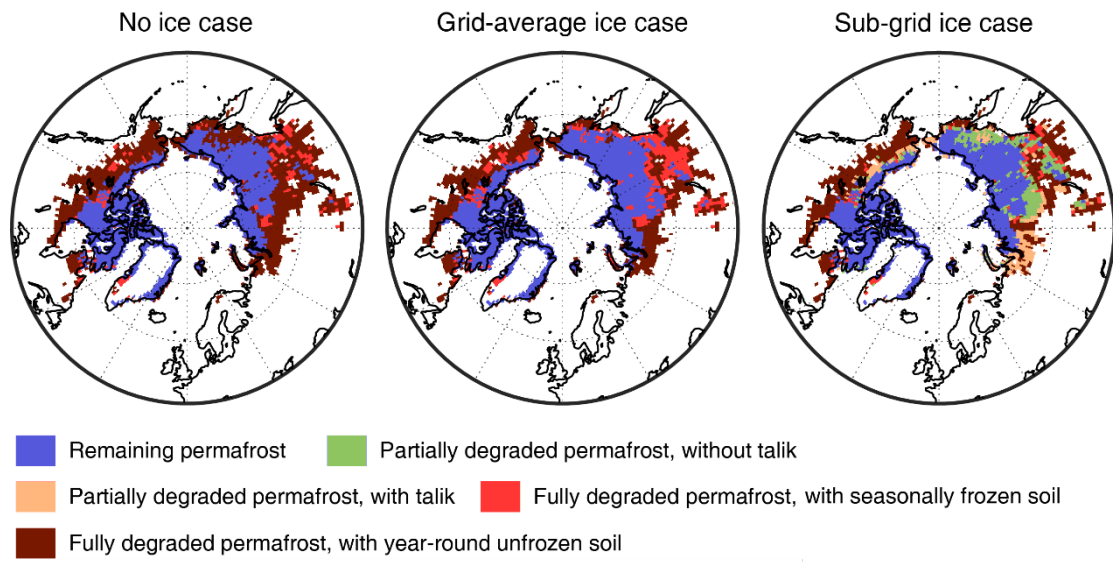 No ice case
Grid-average ice case
Sub-grid ice case
Remaining permafrost
Partially degraded permafrost, without talik
Partially degraded permafrost, with talik
Fully degraded permafrost, with seasonally frozen soil
Fully degraded permafrost, with year-round unfrozen soil